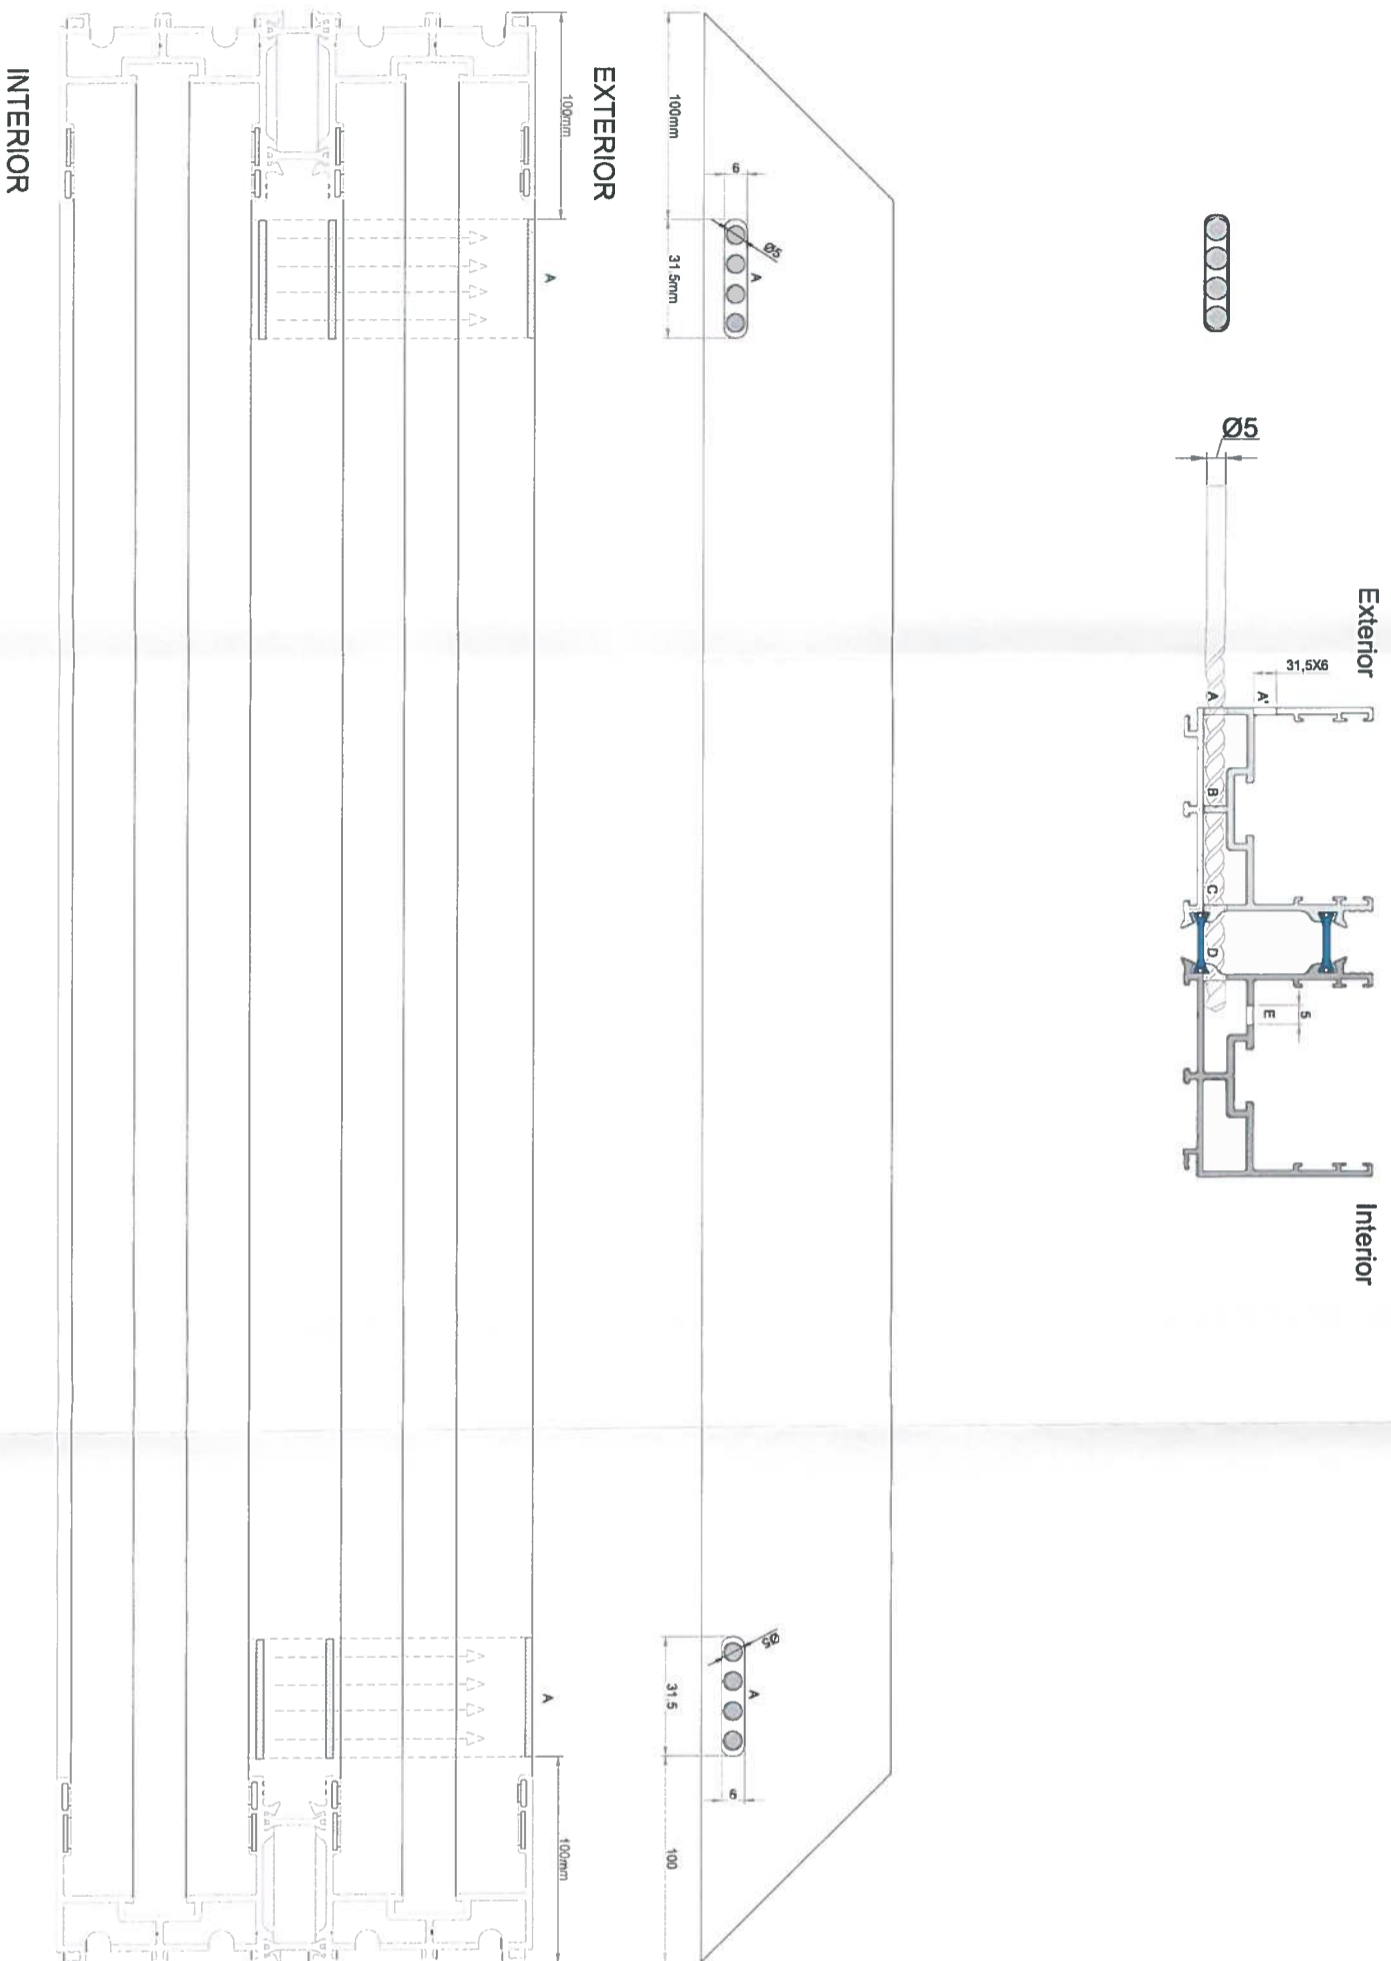 Exterior
Interior
31,5X6
A'
A
B
C
D
E
5
Ø5
100mm
6
Ø5
A
31.5mm
Ø5
A
31.5
6
100
EXTERIOR
100mm
A
A
100mm
INTERIOR